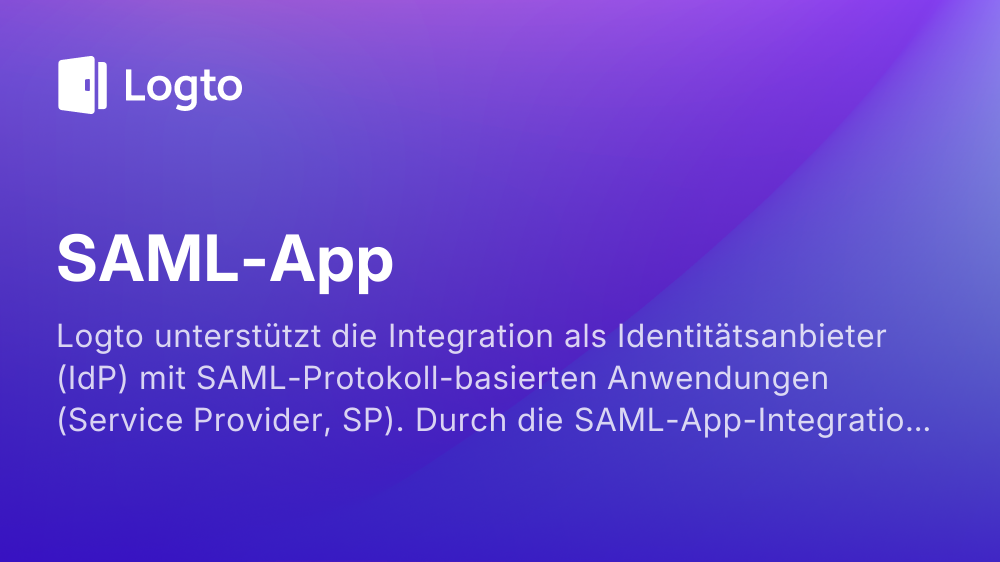 Logto
SAML-App
Logto unterstützt die Integration als Identitätsanbieter
(IdP) mit SAML-Protokoll-basierten Anwendungen
(Service Provider, SP). Durch die SAML-App-Integratio...